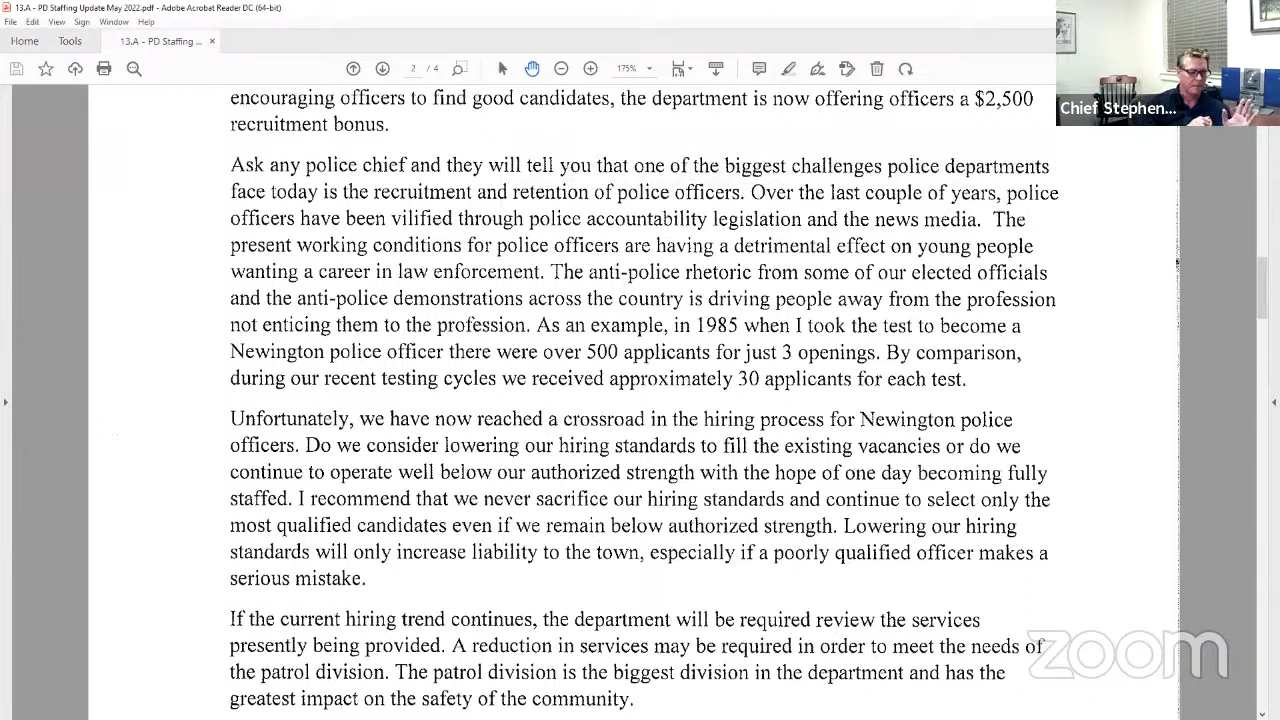 13.A - PD Staffing Update May 2022.pdf - Adobe Acrobat Reader DC (64-bit)
File Edit View Sign Window Help
Home Tools 13.A - PD Staffing ... ×
2 / 4 175%
Chief Stephen_...
encouraging officers to find good candidates, the department is now offering officers a $2,500
recruitment bonus.
Ask any police chief and they will tell you that one of the biggest challenges police departments
face today is the recruitment and retention of police officers. Over the last couple of years, police
officers have been vilified through police accountability legislation and the news media. The
present working conditions for police officers are having a detrimental effect on young people
wanting a career in law enforcement. The anti-police rhetoric from some of our elected officials
and the anti-police demonstrations across the country is driving people away from the profession
not enticing them to the profession. As an example, in 1985 when I took the test to become a
Newington police officer there were over 500 applicants for just 3 openings. By comparison,
during our recent testing cycles we received approximately 30 applicants for each test.
Unfortunately, we have now reached a crossroad in the hiring process for Newington police
officers. Do we consider lowering our hiring standards to fill the existing vacancies or do we
continue to operate well below our authorized strength with the hope of one day becoming fully
staffed. I recommend that we never sacrifice our hiring standards and continue to select only the
most qualified candidates even if we remain below authorized strength. Lowering our hiring
standards will only increase liability to the town, especially if a poorly qualified officer makes a
serious mistake.
If the current hiring trend continues, the department will be required review the services
presently being provided. A reduction in services may be required in order to meet the needs of
the patrol division. The patrol division is the biggest division in the department and has the
greatest impact on the safety of the community.
zoom